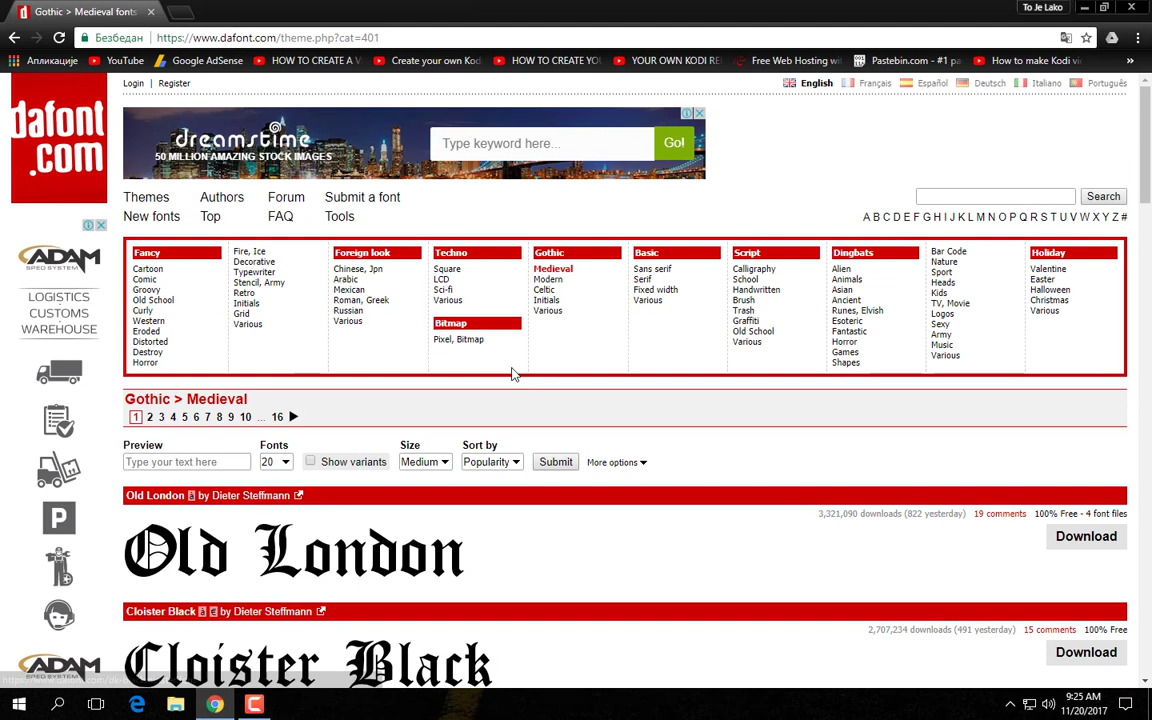 Gothic > Medieval fonts
To Je Lako
Безбедан
https://www.dafont.com/theme.php?cat=401
Апликације
YouTube
Google AdSense
HOW TO CREATE A V
Create your own Kod
HOW TO CREATE YOU
YOUR OWN KODI RE
Free Web Hosting wi
Pastebin.com - #1 pa
How to make Kodi vi
»
dafont
.com
Login | Register
English
Français
Español
Deutsch
Italiano
Português
dreamstime
50 MILLION AMAZING STOCK IMAGES
Type keyword here...
Go!
Themes Authors Forum Submit a font
New fonts Top FAQ Tools
Search
A B C D E F G H I J K L M N O P Q R S T U V W X Y Z #
Fancy
Cartoon
Comic
Groovy
Old School
Curly
Western
Eroded
Distorted
Destroy
Horror
Fire, Ice
Decorative
Typewriter
Stencil, Army
Retro
Initials
Grid
Various
Foreign look
Chinese, Jpn
Arabic
Mexican
Roman, Greek
Russian
Various
Techno
Square
LCD
Sci-fi
Various
Bitmap
Pixel, Bitmap
Gothic
Medieval
Modern
Celtic
Initials
Various
Basic
Sans serif
Serif
Fixed width
Various
Script
Calligraphy
School
Handwritten
Brush
Trash
Graffiti
Old School
Various
Dingbats
Alien
Animals
Asian
Ancient
Runes, Elvish
Esoteric
Fantastic
Horror
Games
Shapes
Bar Code
Nature
Sport
Heads
Kids
TV, Movie
Logos
Sexy
Army
Music
Various
Holiday
Valentine
Easter
Halloween
Christmas
Various
ADAM
SPED SYSTEM
LOGISTICS
CUSTOMS
WAREHOUSE
P
ADAM
Gothic > Medieval
1 2 3 4 5 6 7 8 9 10 ... 16
Preview Fonts Size Sort by
Type your text here 20 Show variants Medium Popularity Submit More options
Old London à by Dieter Steffmann
3,321,090 downloads (822 yesterday) 19 comments 100% Free - 4 font files
Old London
Download
Cloister Black à € by Dieter Steffmann
2,707,234 downloads (491 yesterday) 15 comments 100% Free
Cloister Black
Download
9:25 AM
11/20/2017